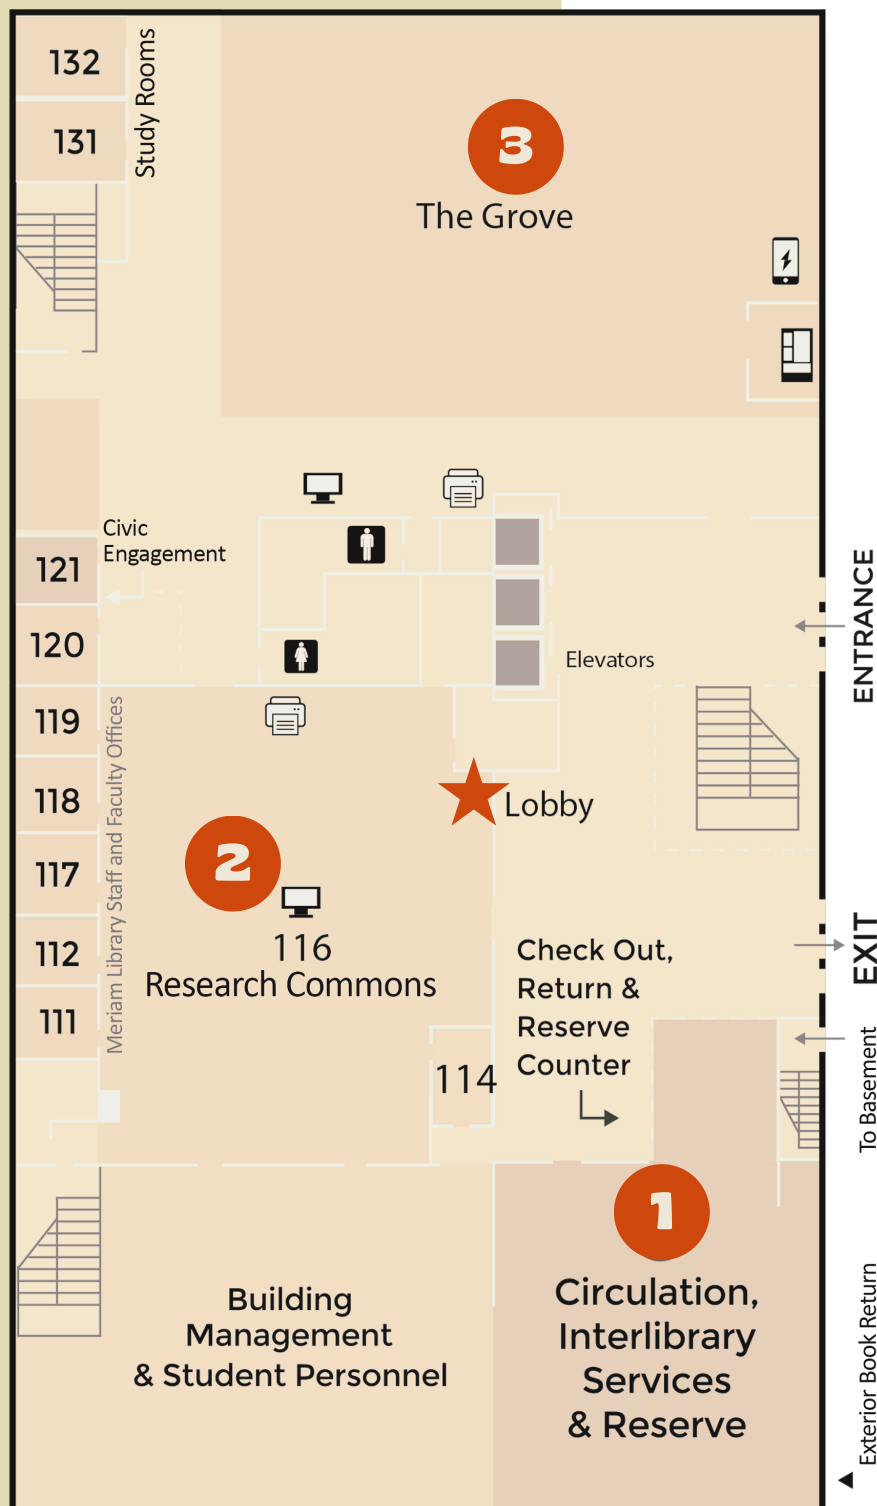 132
131
Study Rooms
3
The Grove
Civic
Engagement
121
120
Elevators
ENTRANCE
119
118
117
112
111
Meriam Library Staff and Faculty Offices
Lobby
2
116
Research Commons
114
Check Out,
Return &
Reserve
Counter
EXIT
To Basement
1
Circulation,
Interlibrary
Services
& Reserve
Building
Management
& Student Personnel
Exterior Book Return